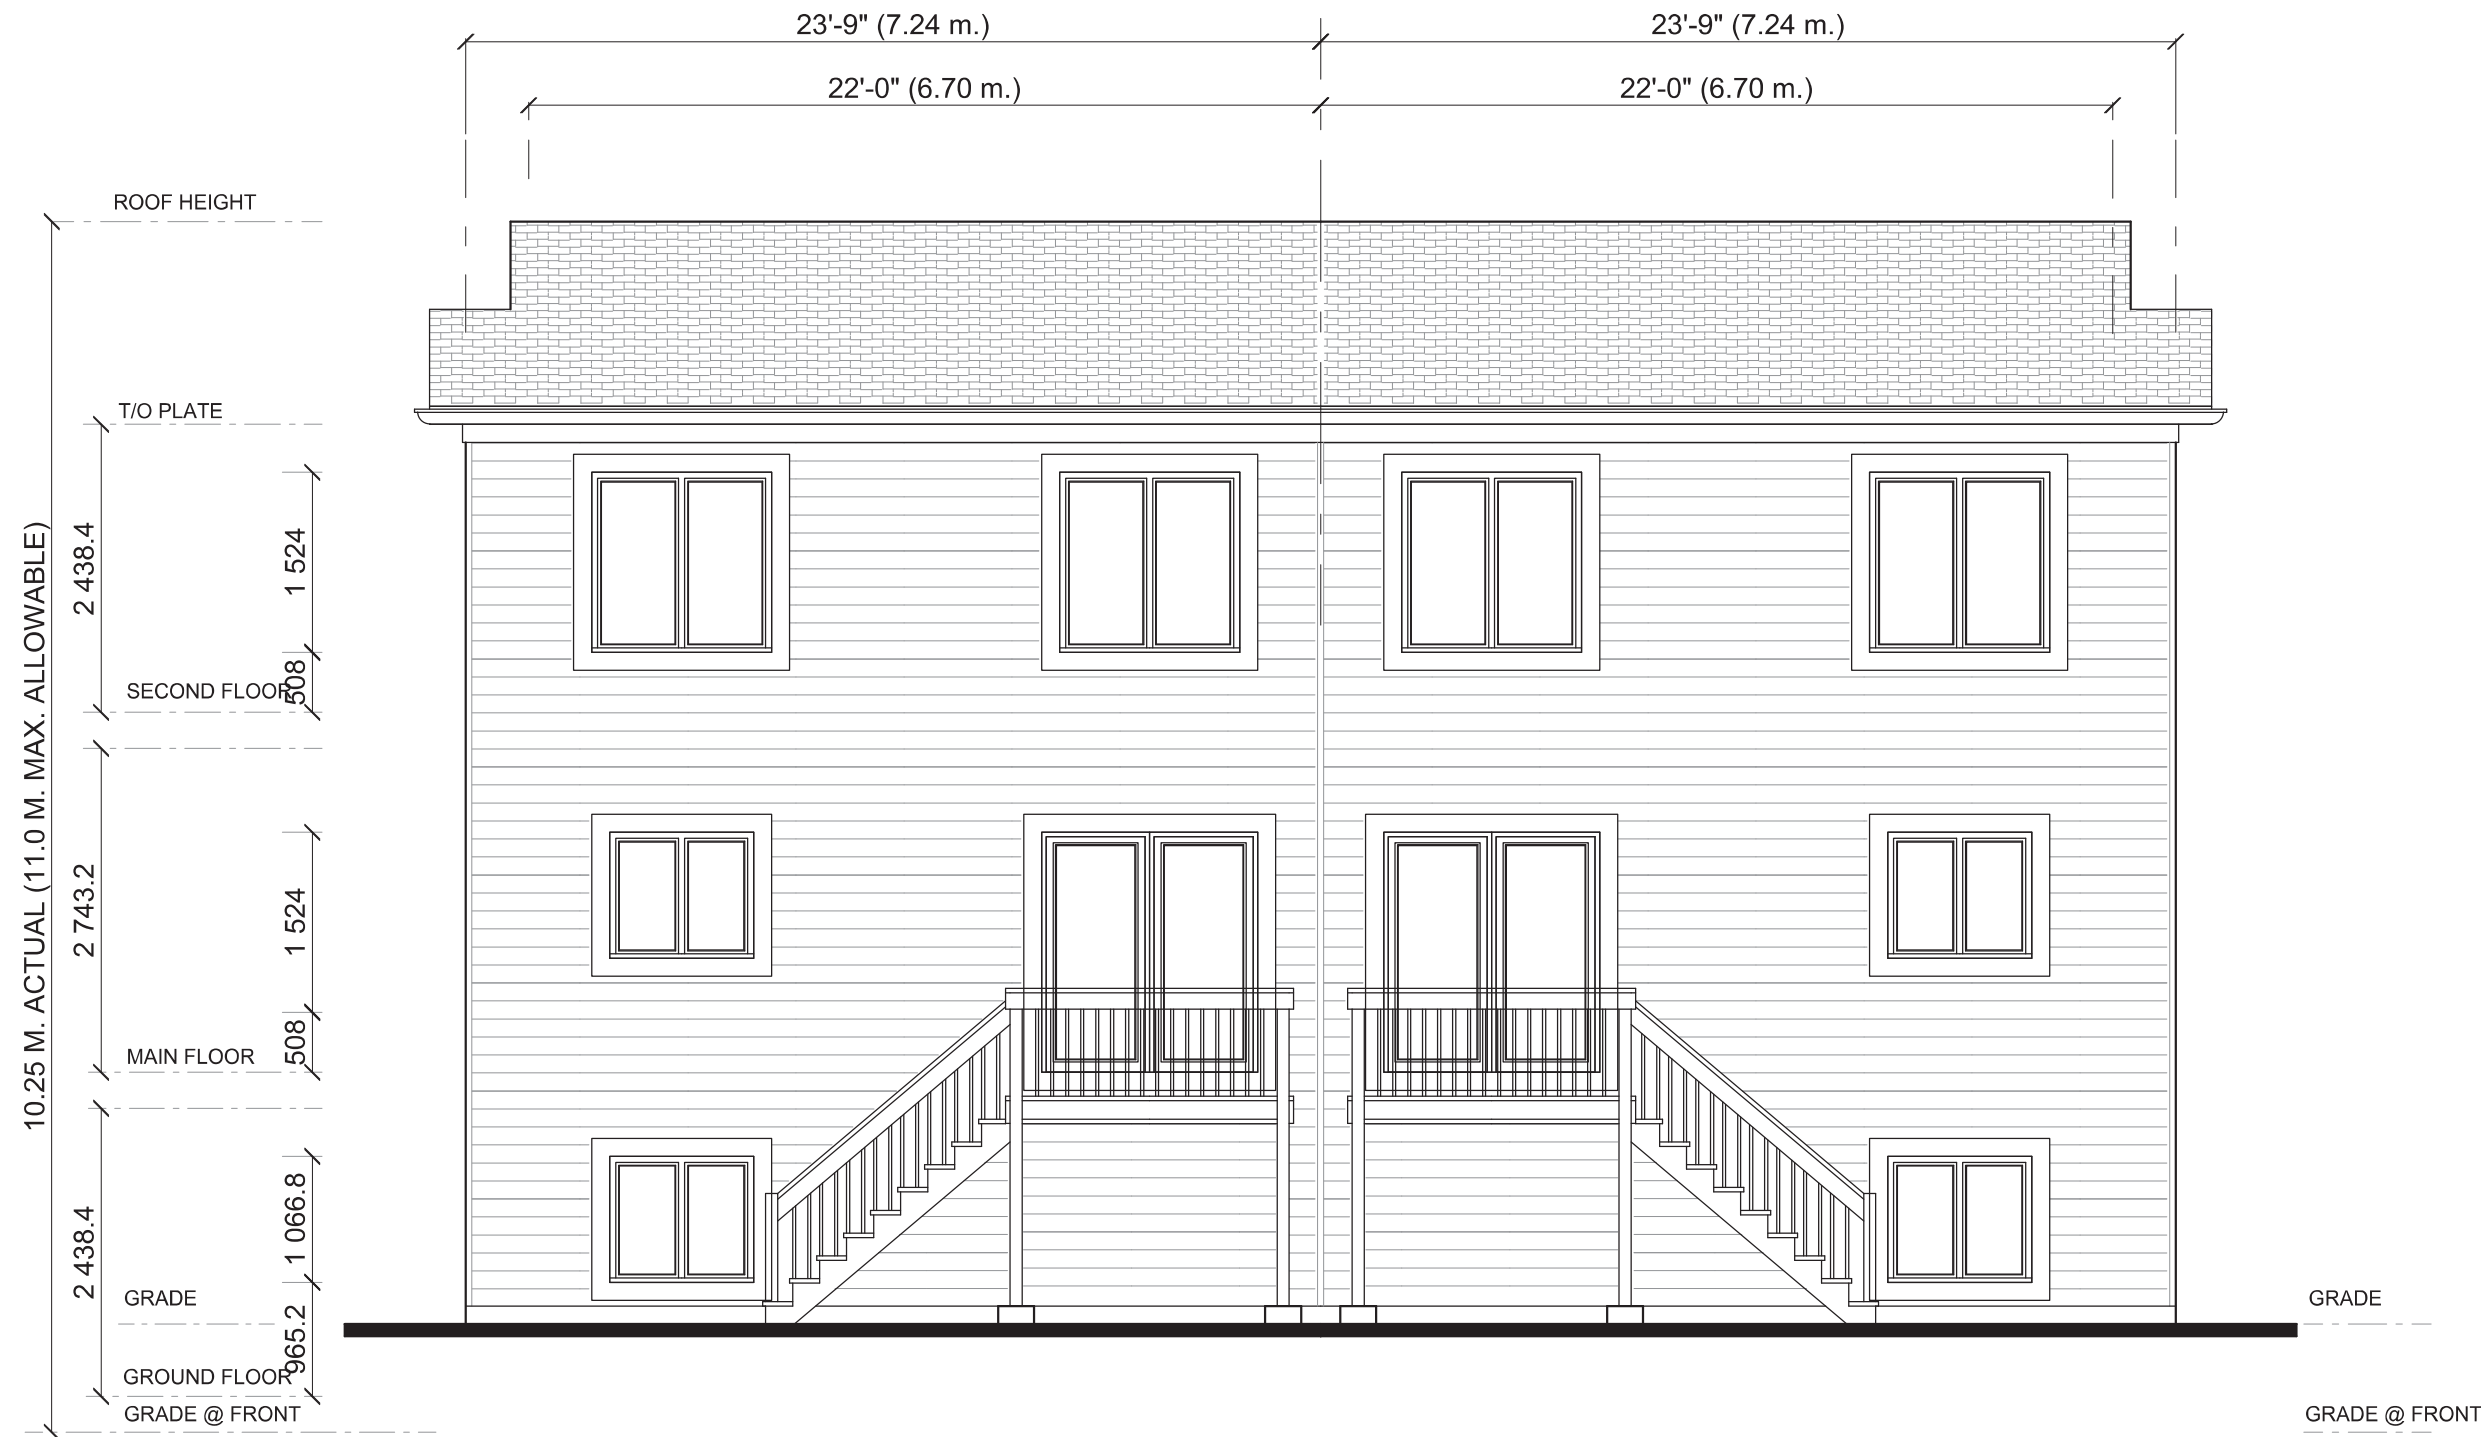 23'-9" (7.24 m.)
23'-9" (7.24 m.)
22'-0" (6.70 m.)
22'-0" (6.70 m.)
ROOF HEIGHT
T/O PLATE
10.25 M. ACTUAL (11.0 M. MAX. ALLOWABLE)
2 438.4
1 524
508
SECOND FLOOR
2 743.2
1 524
508
MAIN FLOOR
2 438.4
1 066.8
965.2
GRADE
GRADE
GROUND FLOOR
GRADE @ FRONT
GRADE @ FRONT